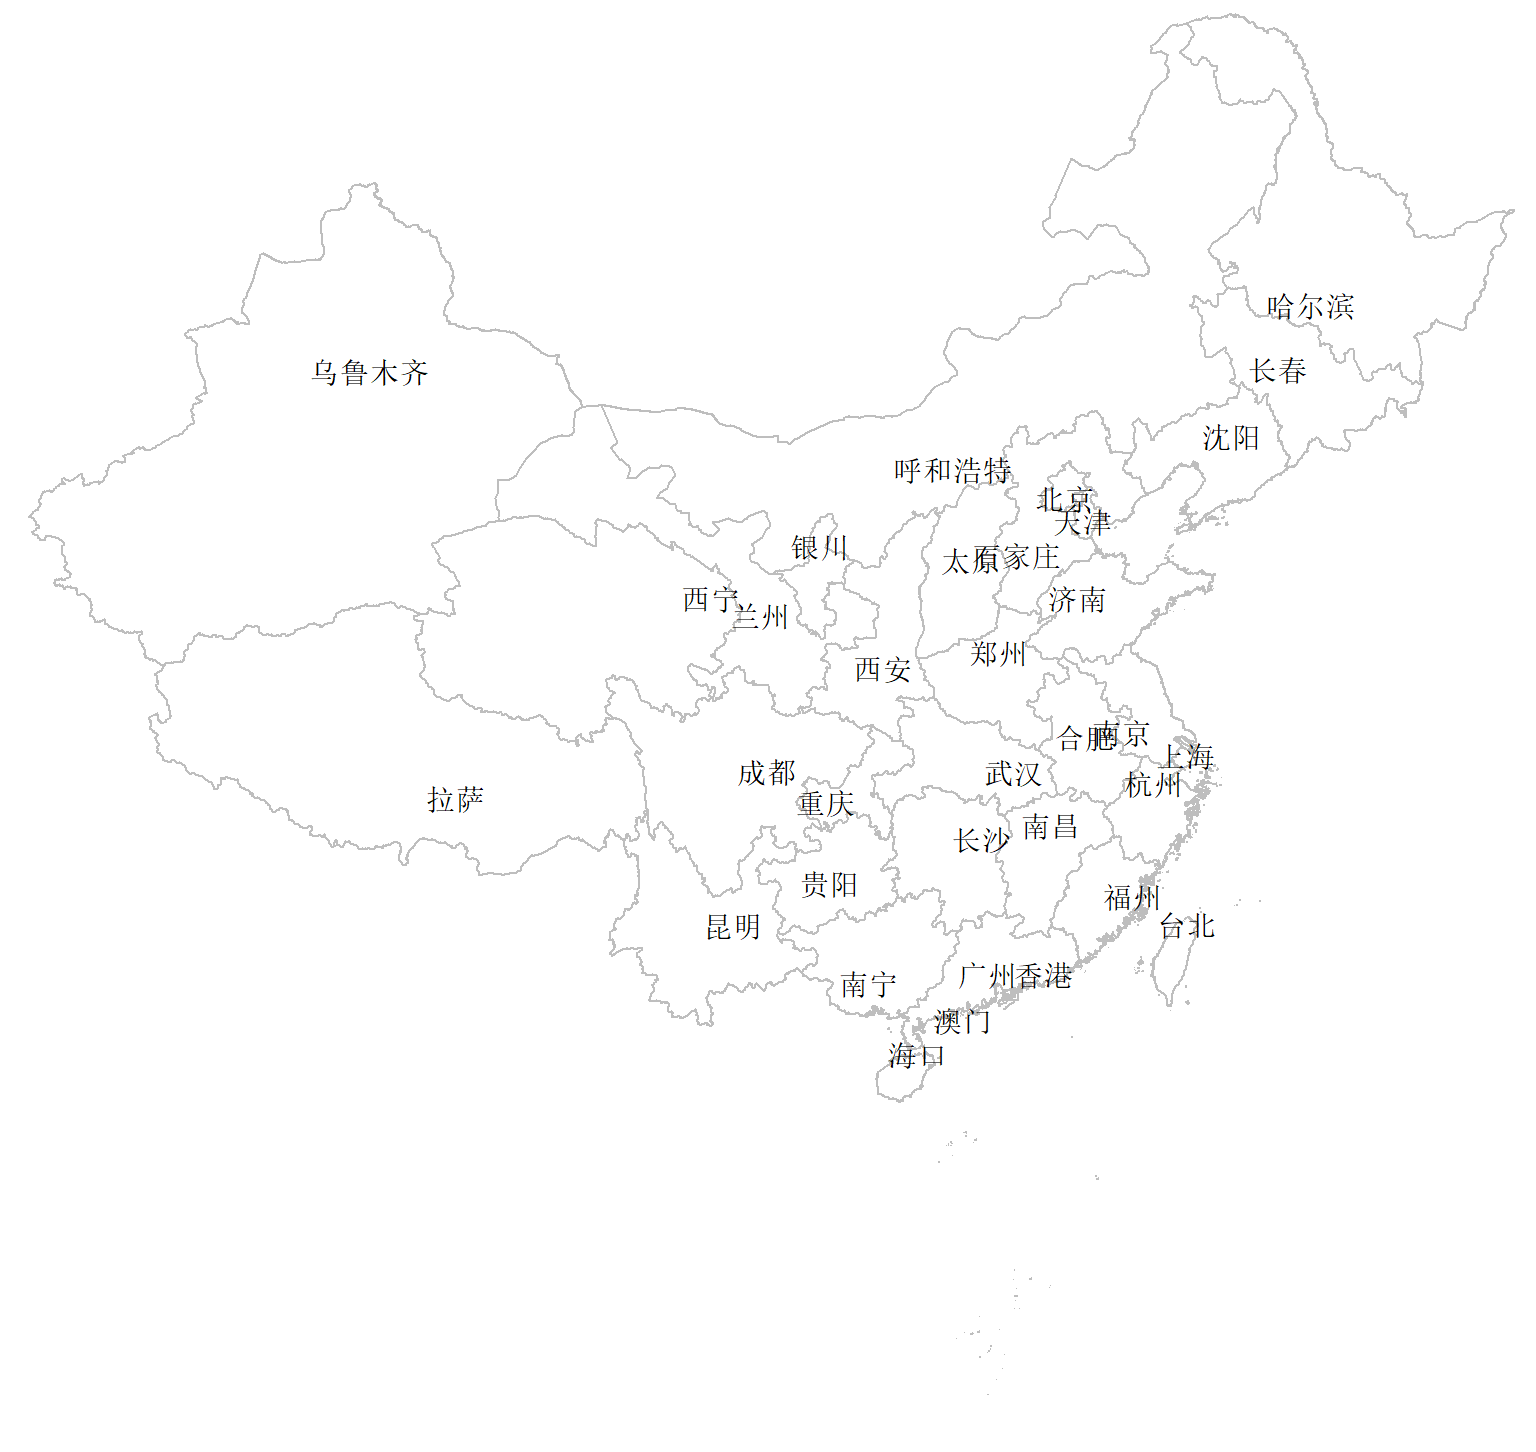 哈尔滨
长春
乌鲁木齐
沈阳
呼和浩特
北京
天津
银川
石家庄
太原
西宁
济南
兰州
郑州
西安
南京
合肥
上海
成都
武汉
杭州
拉萨
重庆
南昌
长沙
贵阳
福州
台北
昆明
广州
香港
南宁
澳门
海口